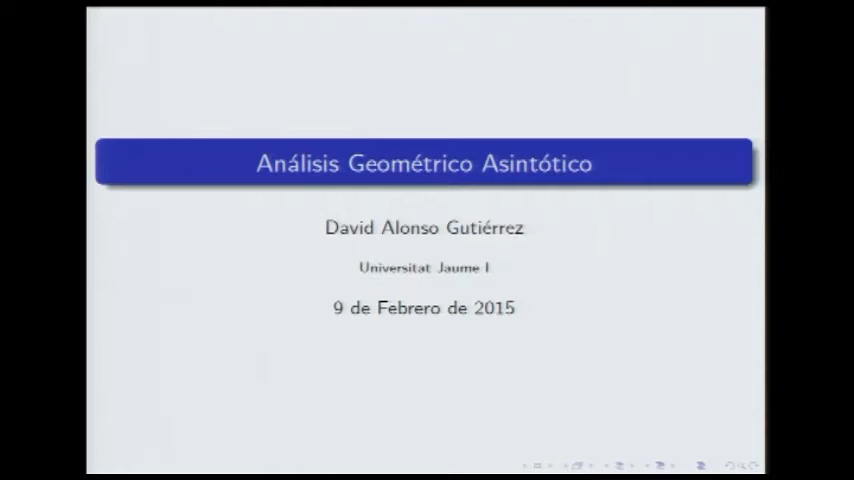 Análisis Geométrico Asintótico
David Alonso Gutiérrez
Universitat Jaume I
9 de Febrero de 2015